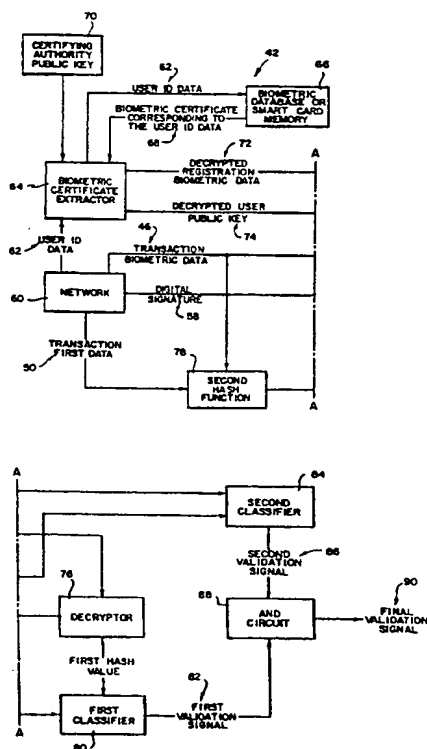 70
CERTIFYING
AUTHORITY
PUBLIC KEY
62
42
66
USER ID DATA
BIOMETRIC
DATABASE OR
SMART CARD
MEMORY
BIOMETRIC CERTIFICATE
CORRESPONDING TO
THE USER ID DATA
68
72
A
DECRYPTED
REGISTRATION
BIOMETRIC DATA
64
BIOMETRIC
CERTIFICATE
EXTRACTOR
DECRYPTED USER
PUBLIC KEY
74
46
62
USER ID
DATA
TRANSACTION
BIOMETRIC DATA
NETWORK
60
DIGITAL
SIGNATURE
58
TRANSACTION
FIRST DATA
50
78
SECOND
HASH
FUNCTION
A
A
84
SECOND
CLASSIFIER
SECOND
VALIDATION
SIGNAL
86
76
88
90
DECRYPTOR
AND
CIRCUIT
FINAL
VALIDATION
SIGNAL
FIRST HASH
VALUE
82
FIRST
CLASSIFIER
FIRST
VALIDATION
SIGNAL
A
80